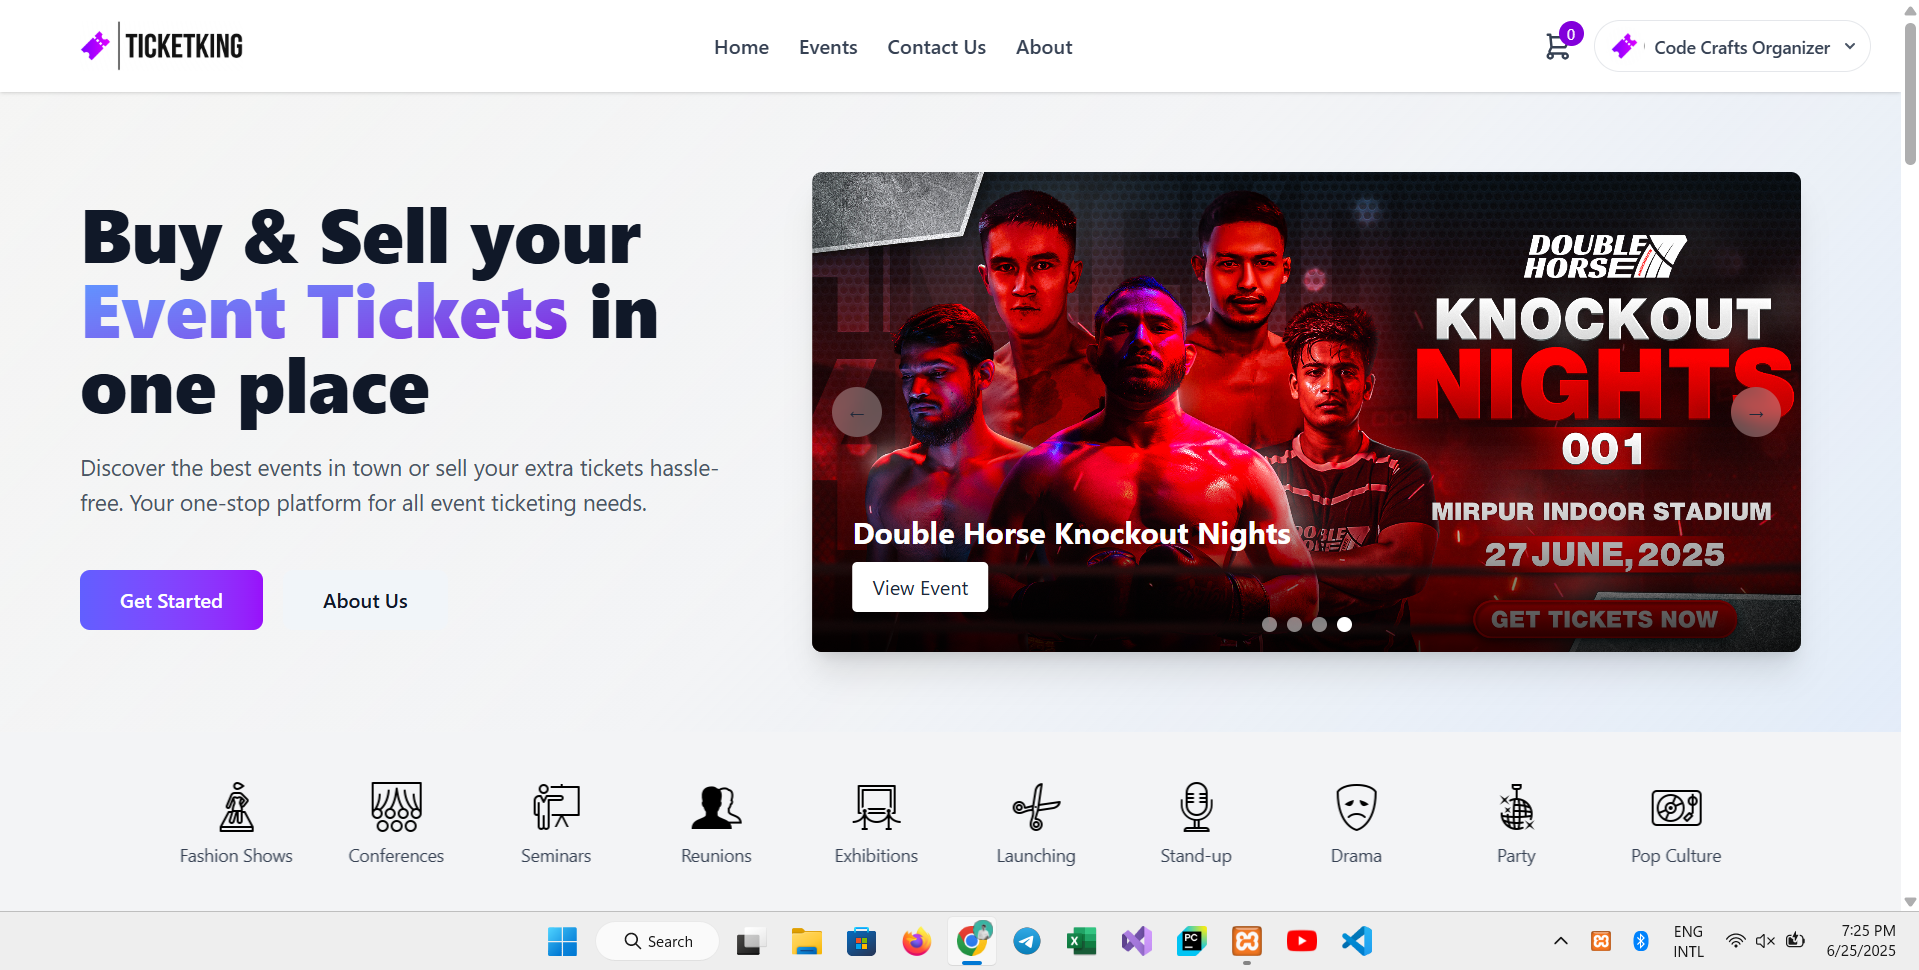 TICKETKING
Home
Events
Contact Us
About
0
Code Crafts Organizer
Buy & Sell your
Event Tickets in
one place
Discover the best events in town or sell your extra tickets hassle-
free. Your one-stop platform for all event ticketing needs.
Get Started
About Us
DOUBLE
HORSE
KNOCKOUT
NIGHTS
001
MIRPUR INDOOR STADIUM
27 JUNE, 2025
GET TICKETS NOW
Double Horse Knockout Nights
View Event
←
→
Fashion Shows
Conferences
Seminars
Reunions
Exhibitions
Launching
Stand-up
Drama
Party
Pop Culture
Search
PC
ENG
INTL
7:25 PM
6/25/2025